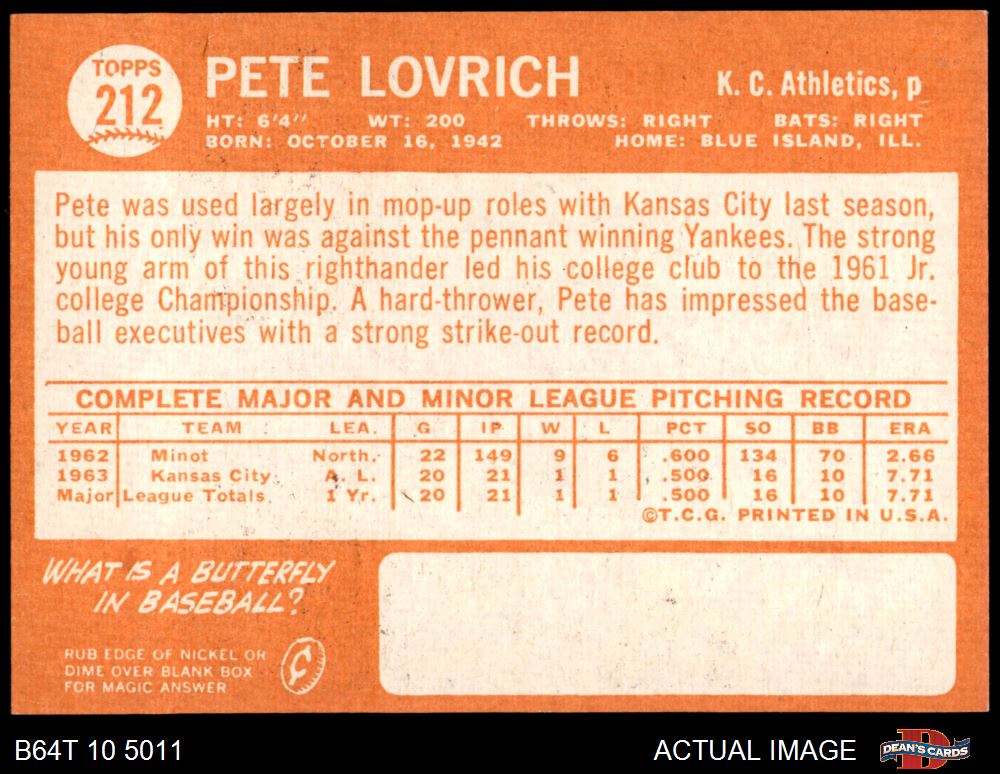 TOPPS
212
PETE LOVRICH
K. C. Athletics, p
HT: 6'4" WT: 200 THROWS: RIGHT BATS: RIGHT
BORN: OCTOBER 16, 1942 HOME: BLUE ISLAND, ILL.
Pete was used largely in mop-up roles with Kansas City last season,
but his only win was against the pennant winning Yankees. The strong
young arm of this righthander led his college club to the 1961 Jr.
college Championship. A hard-thrower, Pete has impressed the base-
ball executives with a strong strike-out record.
COMPLETE MAJOR AND MINOR LEAGUE PITCHING RECORD
YEAR TEAM LEA. G IP W L PCT SO BB ERA
1962 Minot North. 22 149 9 6 .600 134 70 2.66
1963 Kansas City A. L. 20 21 1 1 .500 16 10 7.71
Major League Totals 1 Yr. 20 21 1 1 .500 16 10 7.71
©T.C.G. PRINTED IN U.S.A.
WHAT IS A BUTTERFLY
IN BASEBALL?
RUB EDGE OF NICKEL OR
DIME OVER BLANK BOX
FOR MAGIC ANSWER
B64T 10 5011
ACTUAL IMAGE
DEAN'S CARDS